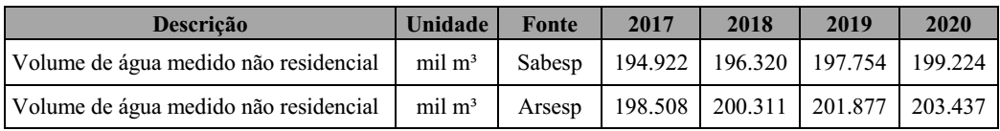 Descrição Unidade Fonte 2017 2018 2019 2020
Volume de água medido não residencial mil m³ Sabesp 194.922 196.320 197.754 199.224
Volume de água medido não residencial mil m³ Arsesp 198.508 200.311 201.877 203.437